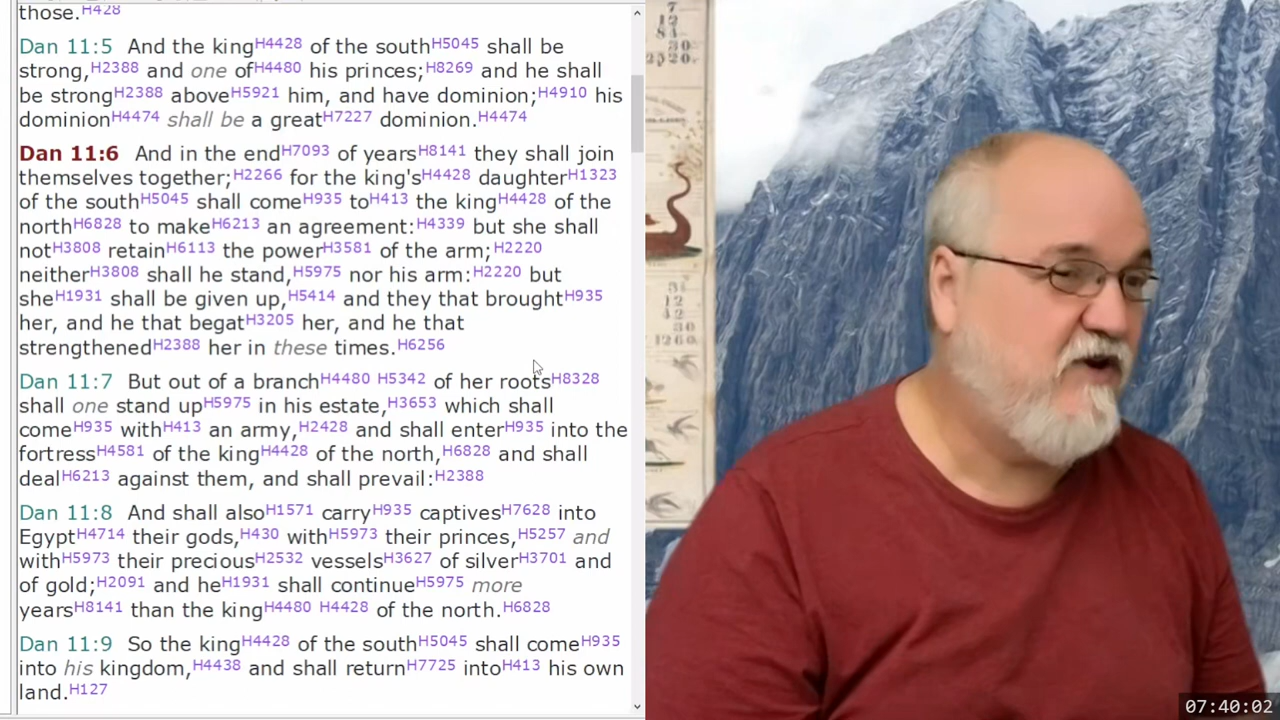 those.H428
Dan 11:5 And the kingH4428 of the southH5045 shall be
strong,H2388 and one ofH4480 his princes;H8269 and he shall
be strongH2388 aboveH5921 him, and have dominion;H4910 his
dominionH4474 shall be a greatH7227 dominion.H4474
Dan 11:6 And in the endH7093 of yearsH8141 they shall join
themselves together;H2266 for the king'sH4428 daughterH1323
of the southH5045 shall comeH935 toH413 the kingH4428 of the
northH6828 to makeH6213 an agreement:H4339 but she shall
notH3808 retainH6113 the powerH3581 of the arm;H2220
neitherH3808 shall he stand,H5975 nor his arm:H2220 but
sheH1931 shall be given up,H5414 and they that broughtH935
her, and he that begatH3205 her, and he that
strengthenedH2388 her in these times.H6256
Dan 11:7 But out of a branchH4480 H5342 of her rootsH8328
shall one stand upH5975 in his estate,H3653 which shall
comeH935 withH413 an army,H2428 and shall enterH935 into the
fortressH4581 of the kingH4428 of the north,H6828 and shall
dealH6213 against them, and shall prevail:H2388
Dan 11:8 And shall alsoH1571 carryH935 captivesH7628 into
EgyptH4714 their gods,H430 withH5973 their princes,H5257 and
withH5973 their preciousH2532 vesselsH3627 of silverH3701 and
of gold;H2091 and heH1931 shall continueH5975 more
yearsH8141 than the kingH4480 H4428 of the north.H6828
Dan 11:9 So the kingH4428 of the southH5045 shall comeH935
into his kingdom,H4438 and shall returnH7725 intoH413 his own
land.H127
7
12
30
2520.
12
30
1260.
07:40:02